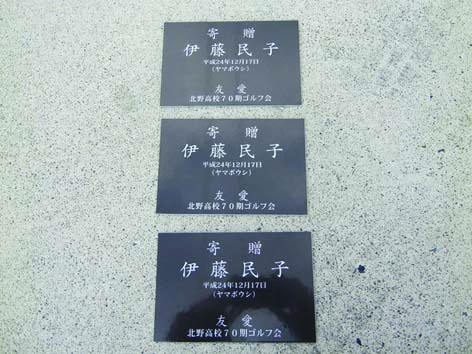 寄　贈
伊藤民子
平成24年12月17日
（ヤマボウシ）
友愛
北野高校７０期ゴルフ会
寄　贈
伊藤民子
平成24年12月17日
（ヤマボウシ）
友愛
北野高校７０期ゴルフ会
寄　贈
伊藤民子
平成24年12月17日
（ヤマボウシ）
友愛
北野高校７０期ゴルフ会